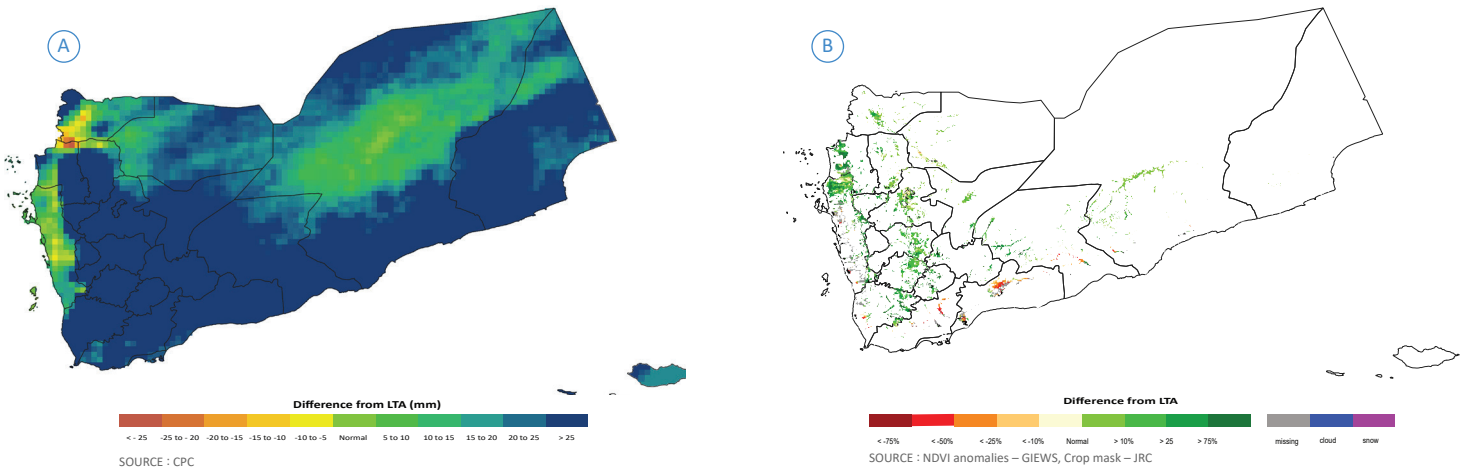 A
B
Difference from LTA (mm)
< - 25 -25 to - 20 -20 to -15 -15 to -10 -10 to -5 Normal 5 to 10 10 to 15 15 to 20 20 to 25 > 25
SOURCE : CPC
Difference from LTA
< -75% < -50% < -25% < -10% Normal > 10% > 25 > 75% missing cloud snow
SOURCE : NDVI anomalies – GIEWS, Crop mask – JRC